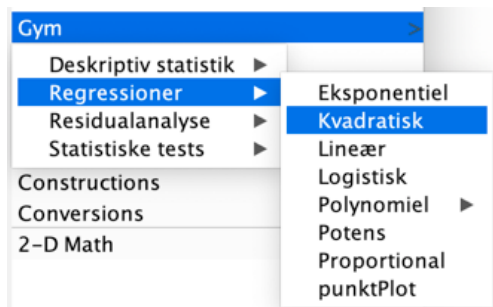 Gym >
Deskriptiv statistik ▶
Regressioner ▶
Residualanalyse ▶
Statistiske tests ▶
Constructions
Conversions
2-D Math
Eksponentiel
Kvadratisk
Lineær
Logistisk
Polynomiel ▶
Potens
Proportional
punktPlot